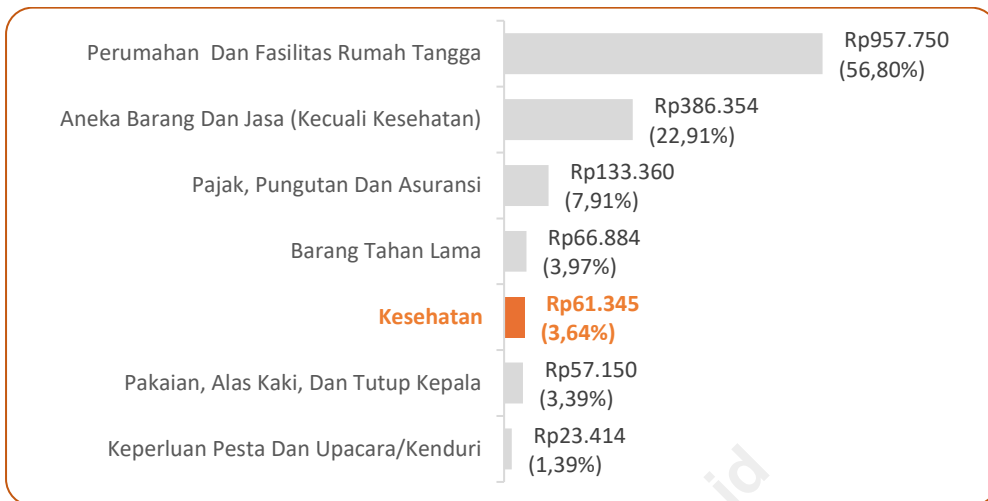 Perumahan Dan Fasilitas Rumah Tangga
Rp957.750
(56,80%)
Aneka Barang Dan Jasa (Kecuali Kesehatan)
Rp386.354
(22,91%)
Pajak, Pungutan Dan Asuransi
Rp133.360
(7,91%)
Barang Tahan Lama
Rp66.884
(3,97%)
Kesehatan
Rp61.345
(3,64%)
Pakaian, Alas Kaki, Dan Tutup Kepala
Rp57.150
(3,39%)
Keperluan Pesta Dan Upacara/Kenduri
Rp23.414
(1,39%)
id